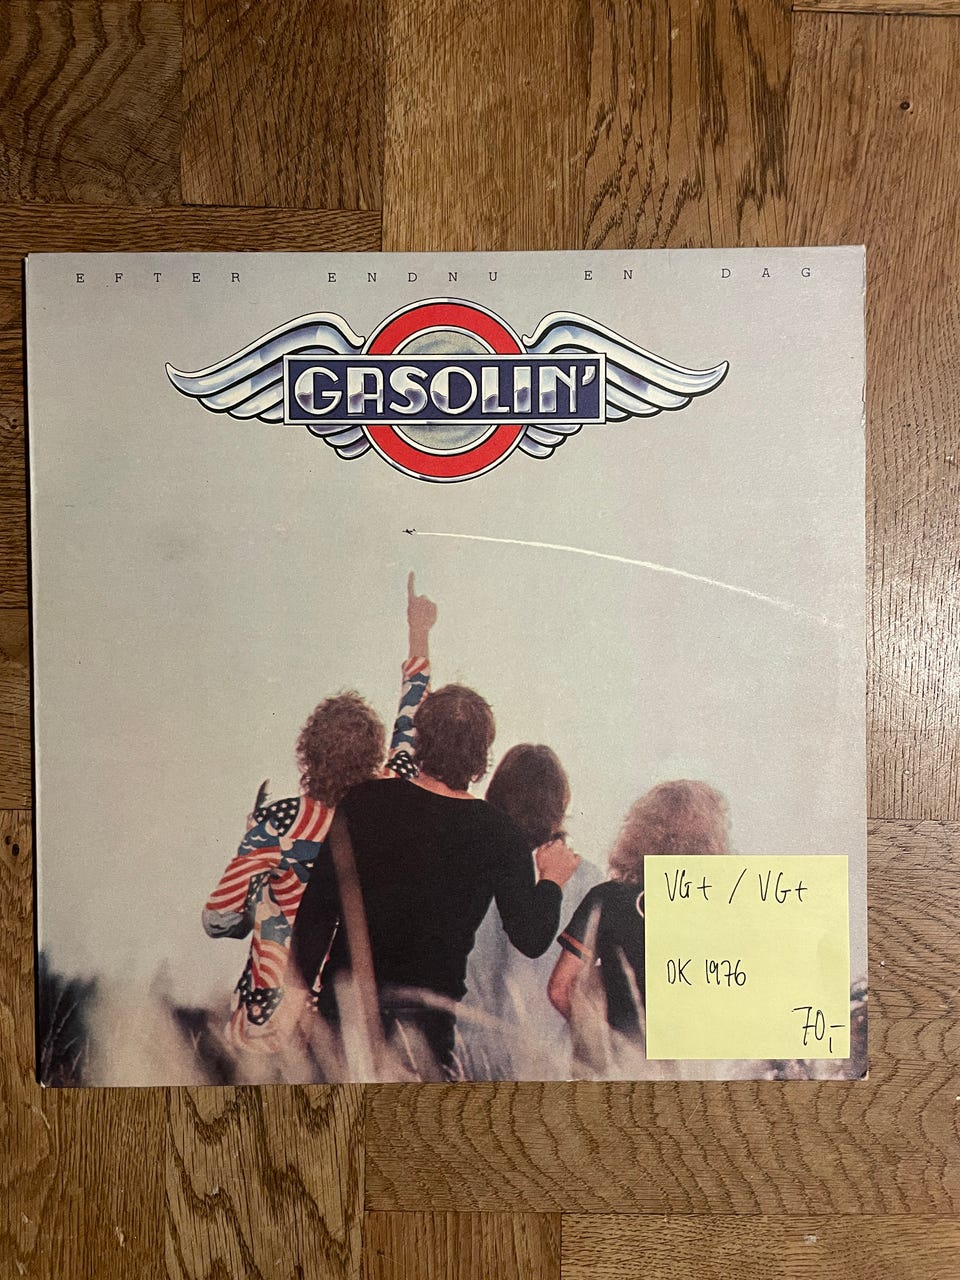 EFTER ENDNU EN DAG
GASOLIN'
VG+ / VG+
DK 1976
70,-